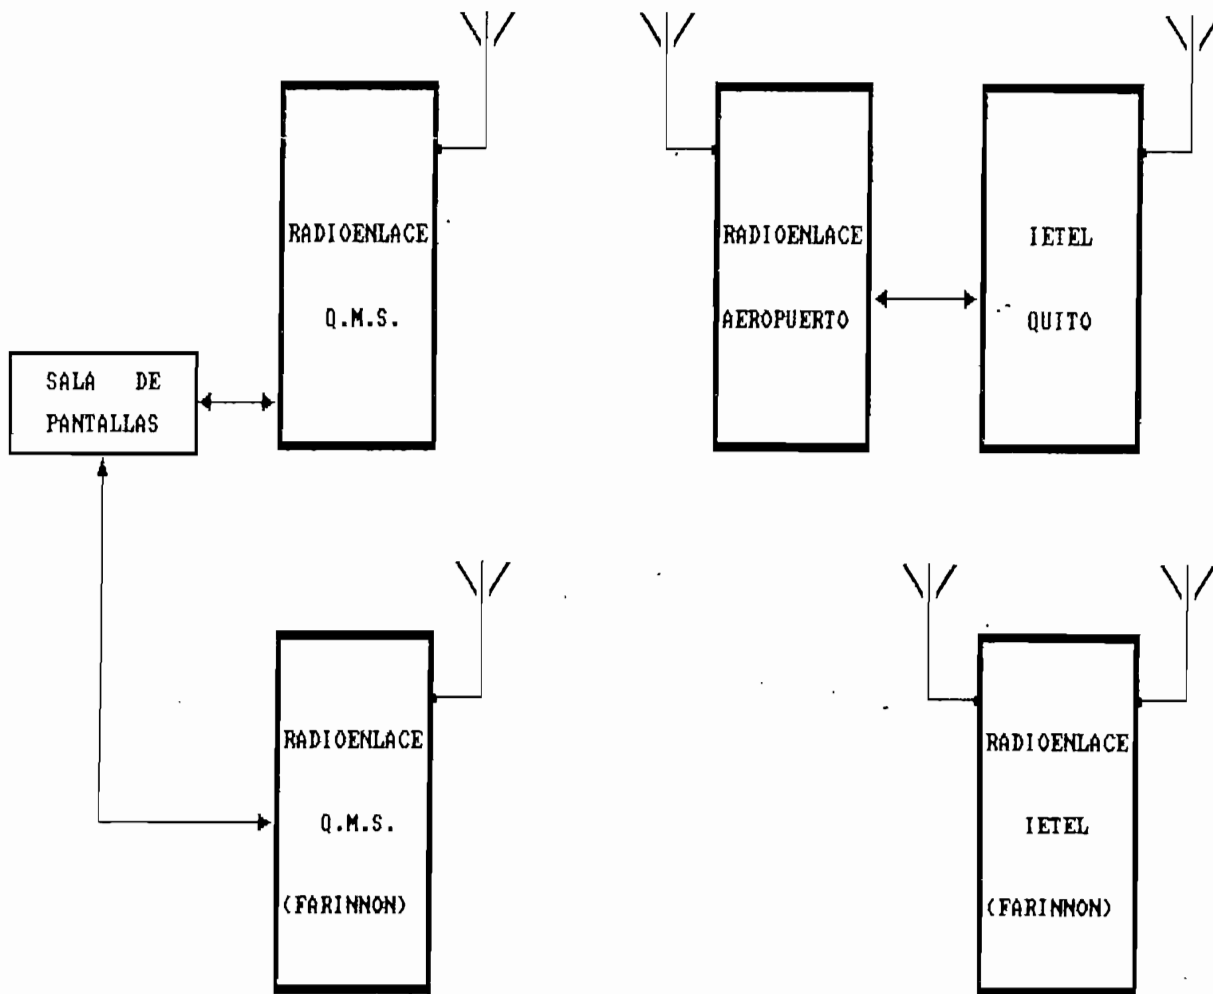 RADIOENLACE
Q.M.S.
RADIOENLACE
AEROPUERTO
IETEL
QUITO
SALA DE
PANTALLAS
RADIOENLACE
Q.M.S.
(FARINNON)
RADIOENLACE
IETEL
(FARINNON)